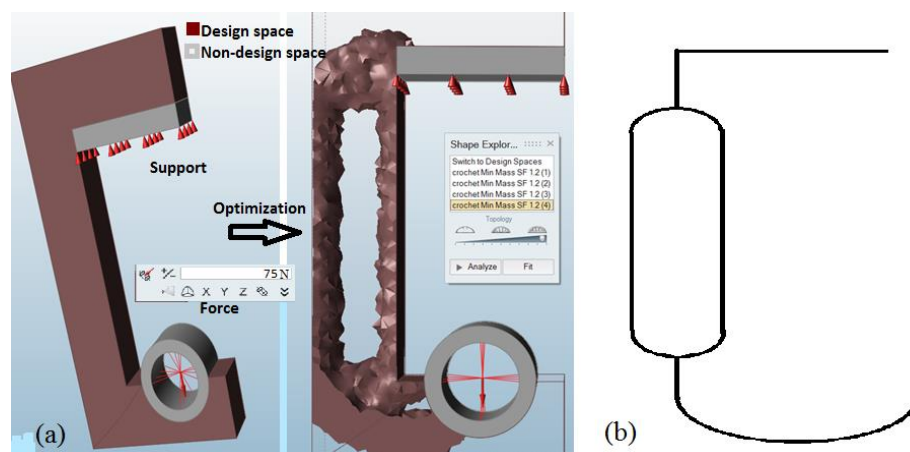 Design space
Non-design space
Support
Optimization
75 N
X Y Z
Force
Shape Explor...
Switch to Design Spaces
crochet Min Mass SF 1.2 (1)
crochet Min Mass SF 1.2 (2)
crochet Min Mass SF 1.2 (3)
crochet Min Mass SF 1.2 (4)
Topology
Analyze Fit
(a)
(b)